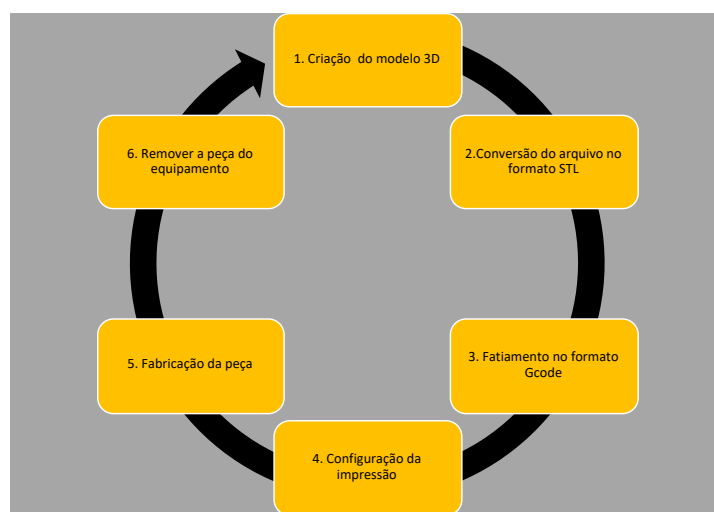 1. Criação do modelo 3D
2.Conversão do arquivo no
formato STL
3. Fatiamento no formato
Gcode
4. Configuração da
impressão
5. Fabricação da peça
6. Remover a peça do
equipamento